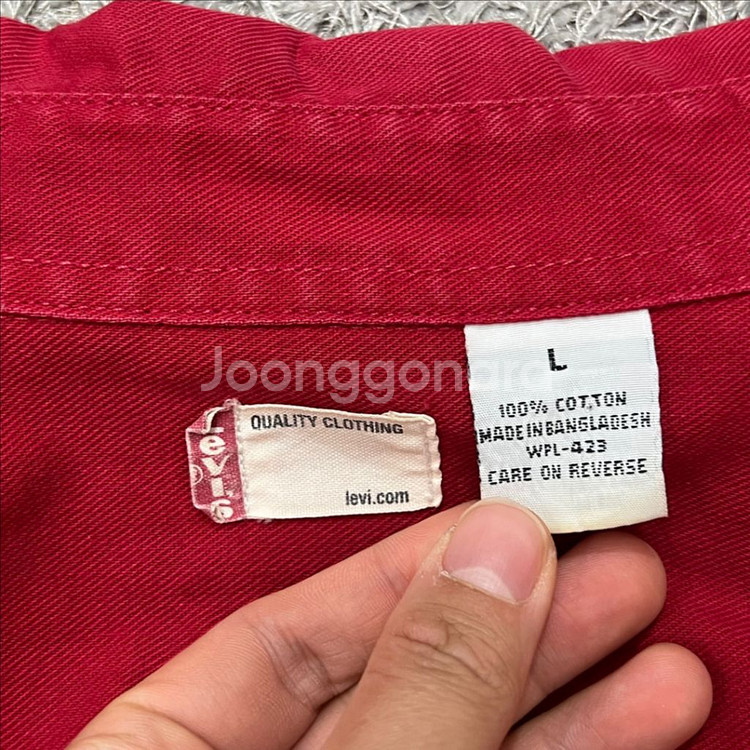 Joonggonara
Levi's
QUALITY CLOTHING
levi.com
L
100% COTTON
MADE IN BANGLADESH
WPL-423
CARE ON REVERSE